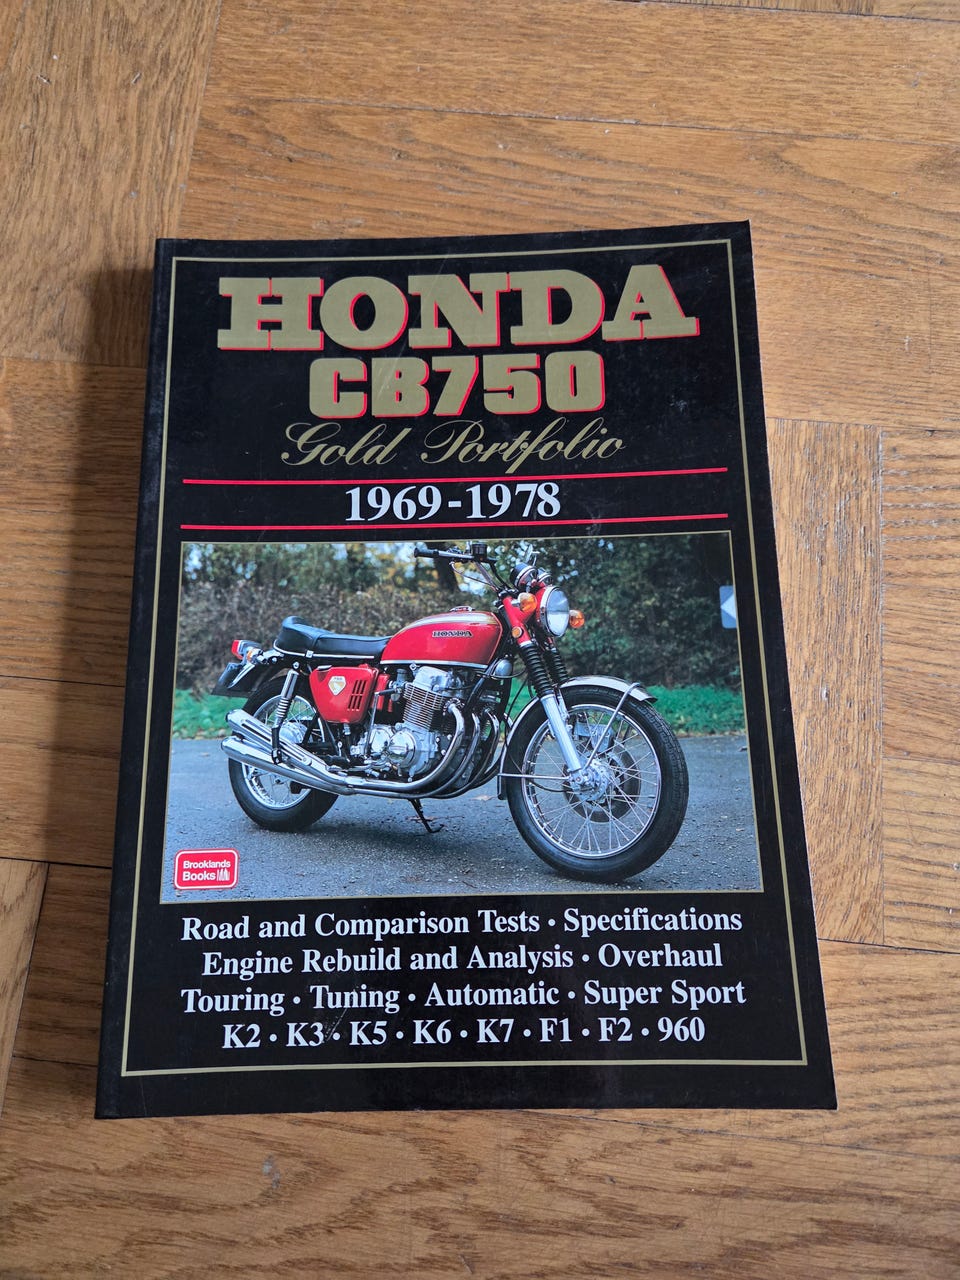 HONDA
CB750
Gold Portfolio
1969-1978
HONDA
Brooklands
Books
Road and Comparison Tests • Specifications
Engine Rebuild and Analysis • Overhaul
Touring • Tuning • Automatic • Super Sport
K2 • K3 • K5 • K6 • K7 • F1 • F2 • 960